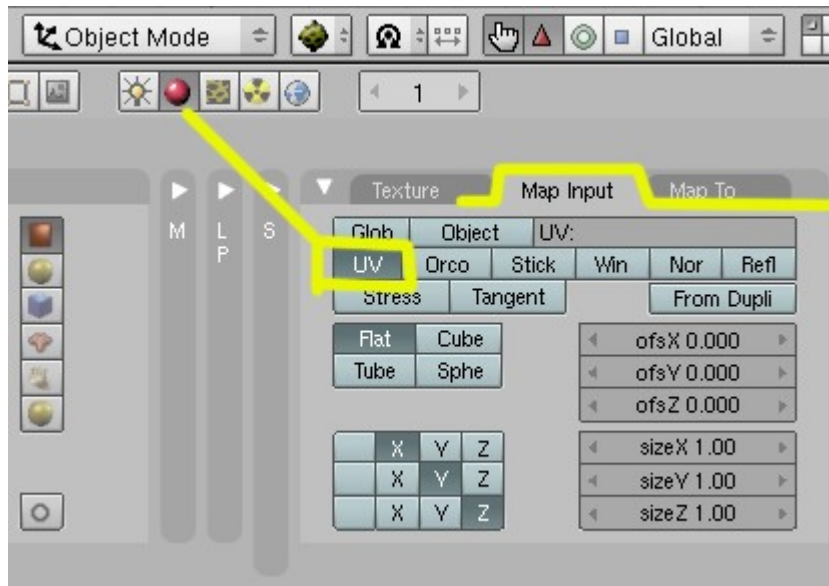 Object Mode Global
1
Texture Map Input Map To
M L P S
Glob Object UV:
UV Orco Stick Win Nor Refl
Stress Tangent From Dupli
Flat Cube ofsX 0.000
Tube Sphe ofsY 0.000
ofsZ 0.000
X Y Z sizeX 1.00
X Y Z sizeY 1.00
X Y Z sizeZ 1.00